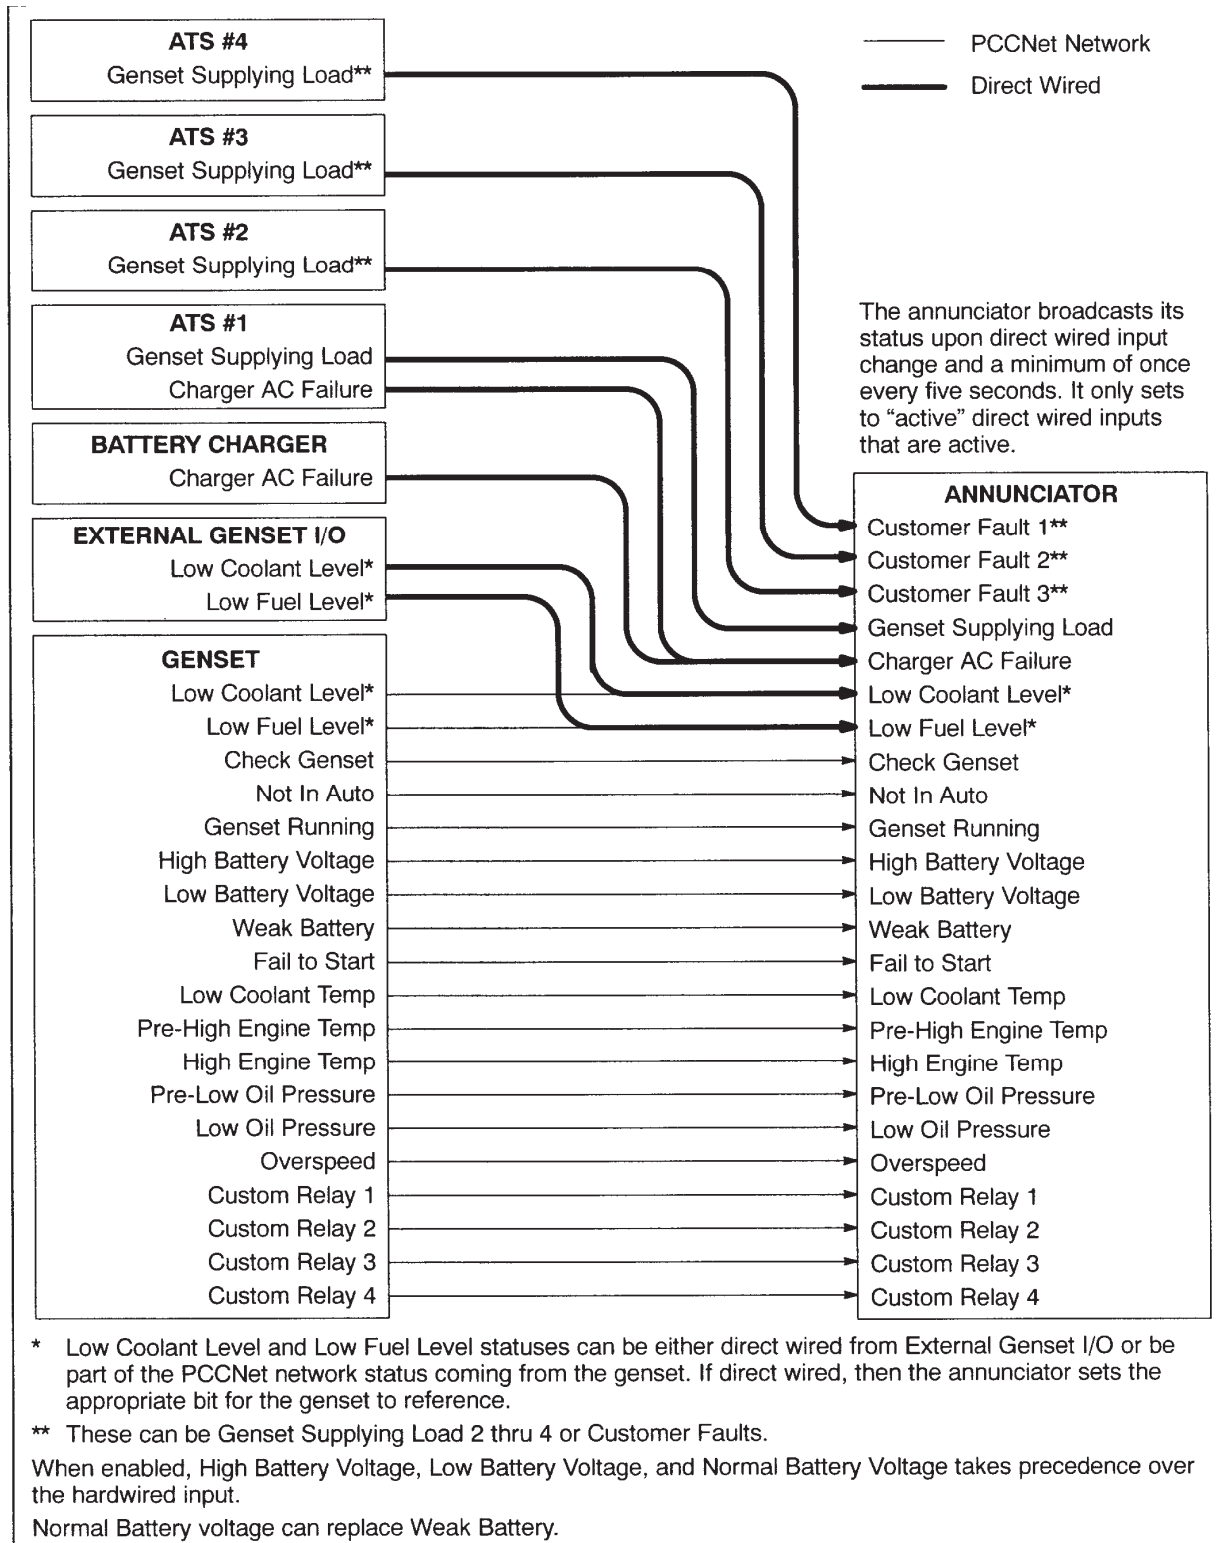 ATS #4
Genset Supplying Load**
PCCNet Network
Direct Wired
ATS #3
Genset Supplying Load**
ATS #2
Genset Supplying Load**
ATS #1
Genset Supplying Load
Charger AC Failure
The annunciator broadcasts its
status upon direct wired input
change and a minimum of once
every five seconds. It only sets
to “active” direct wired inputs
that are active.
BATTERY CHARGER
Charger AC Failure
EXTERNAL GENSET I/O
Low Coolant Level*
Low Fuel Level*
GENSET
Low Coolant Level*
Low Fuel Level*
Check Genset
Not In Auto
Genset Running
High Battery Voltage
Low Battery Voltage
Weak Battery
Fail to Start
Low Coolant Temp
Pre-High Engine Temp
High Engine Temp
Pre-Low Oil Pressure
Low Oil Pressure
Overspeed
Custom Relay 1
Custom Relay 2
Custom Relay 3
Custom Relay 4
ANNUNCIATOR
Customer Fault 1**
Customer Fault 2**
Customer Fault 3**
Genset Supplying Load
Charger AC Failure
Low Coolant Level*
Low Fuel Level*
Check Genset
Not In Auto
Genset Running
High Battery Voltage
Low Battery Voltage
Weak Battery
Fail to Start
Low Coolant Temp
Pre-High Engine Temp
High Engine Temp
Pre-Low Oil Pressure
Low Oil Pressure
Overspeed
Custom Relay 1
Custom Relay 2
Custom Relay 3
Custom Relay 4
* Low Coolant Level and Low Fuel Level statuses can be either direct wired from External Genset I/O or be
part of the PCCNet network status coming from the genset. If direct wired, then the annunciator sets the
appropriate bit for the genset to reference.
** These can be Genset Supplying Load 2 thru 4 or Customer Faults.
When enabled, High Battery Voltage, Low Battery Voltage, and Normal Battery Voltage takes precedence over
the hardwired input.
Normal Battery voltage can replace Weak Battery.